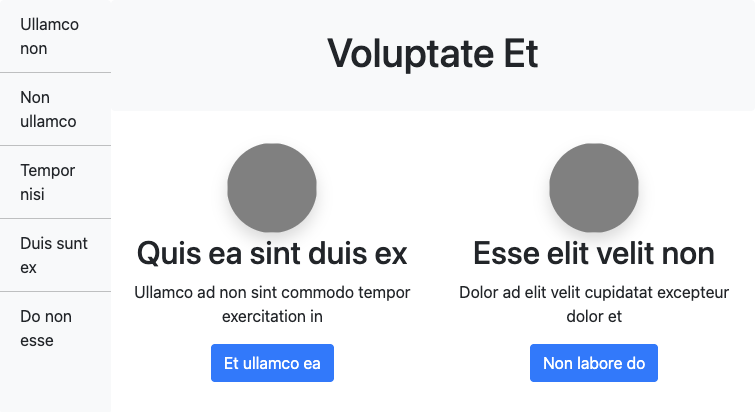 Ullamco
non
Non
ullamco
Tempor
nisi
Duis sunt
ex
Do non
esse
Voluptate Et
Quis ea sint duis ex
Ullamco ad non sint commodo tempor
exercitation in
Et ullamco ea
Esse elit velit non
Dolor ad elit velit cupidatat excepteur
dolor et
Non labore do